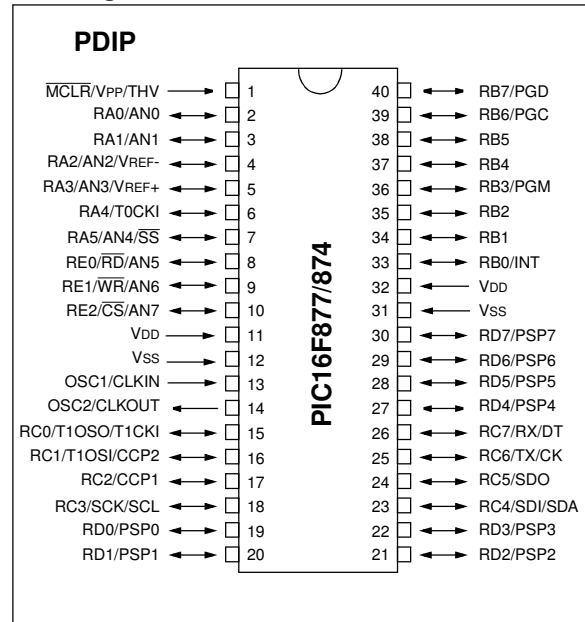 PDIP
MCLR/VPP/THV 1 40 RB7/PGD
RA0/AN0 2 39 RB6/PGC
RA1/AN1 3 38 RB5
RA2/AN2/VREF- 4 37 RB4
RA3/AN3/VREF+ 5 36 RB3/PGM
RA4/T0CKI 6 35 RB2
RA5/AN4/SS 7 34 RB1
RE0/RD/AN5 8 33 RB0/INT
RE1/WR/AN6 9 32 VDD
RE2/CS/AN7 10 31 VSS
VDD 11 30 RD7/PSP7
VSS 12 29 RD6/PSP6
OSC1/CLKIN 13 28 RD5/PSP5
OSC2/CLKOUT 14 27 RD4/PSP4
RC0/T1OSO/T1CKI 15 26 RC7/RX/DT
RC1/T1OSI/CCP2 16 25 RC6/TX/CK
RC2/CCP1 17 24 RC5/SDO
RC3/SCK/SCL 18 23 RC4/SDI/SDA
RD0/PSP0 19 22 RD3/PSP3
RD1/PSP1 20 21 RD2/PSP2
PIC16F877/874